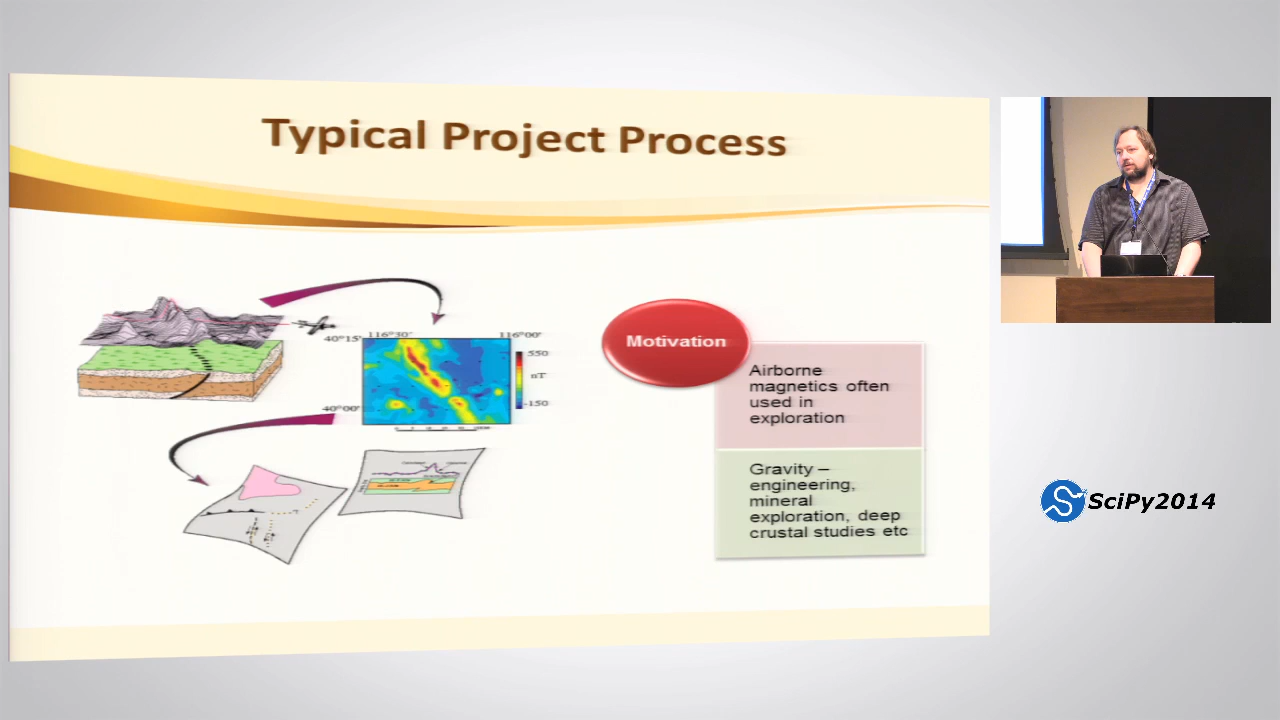 Typical Project Process
116°30'
116°00'
40°15'
550
nT
-150
40°00'
Motivation
Airborne
magnetics often
used in
exploration
Gravity –
engineering,
mineral
exploration, deep
crustal studies etc
SciPy2014